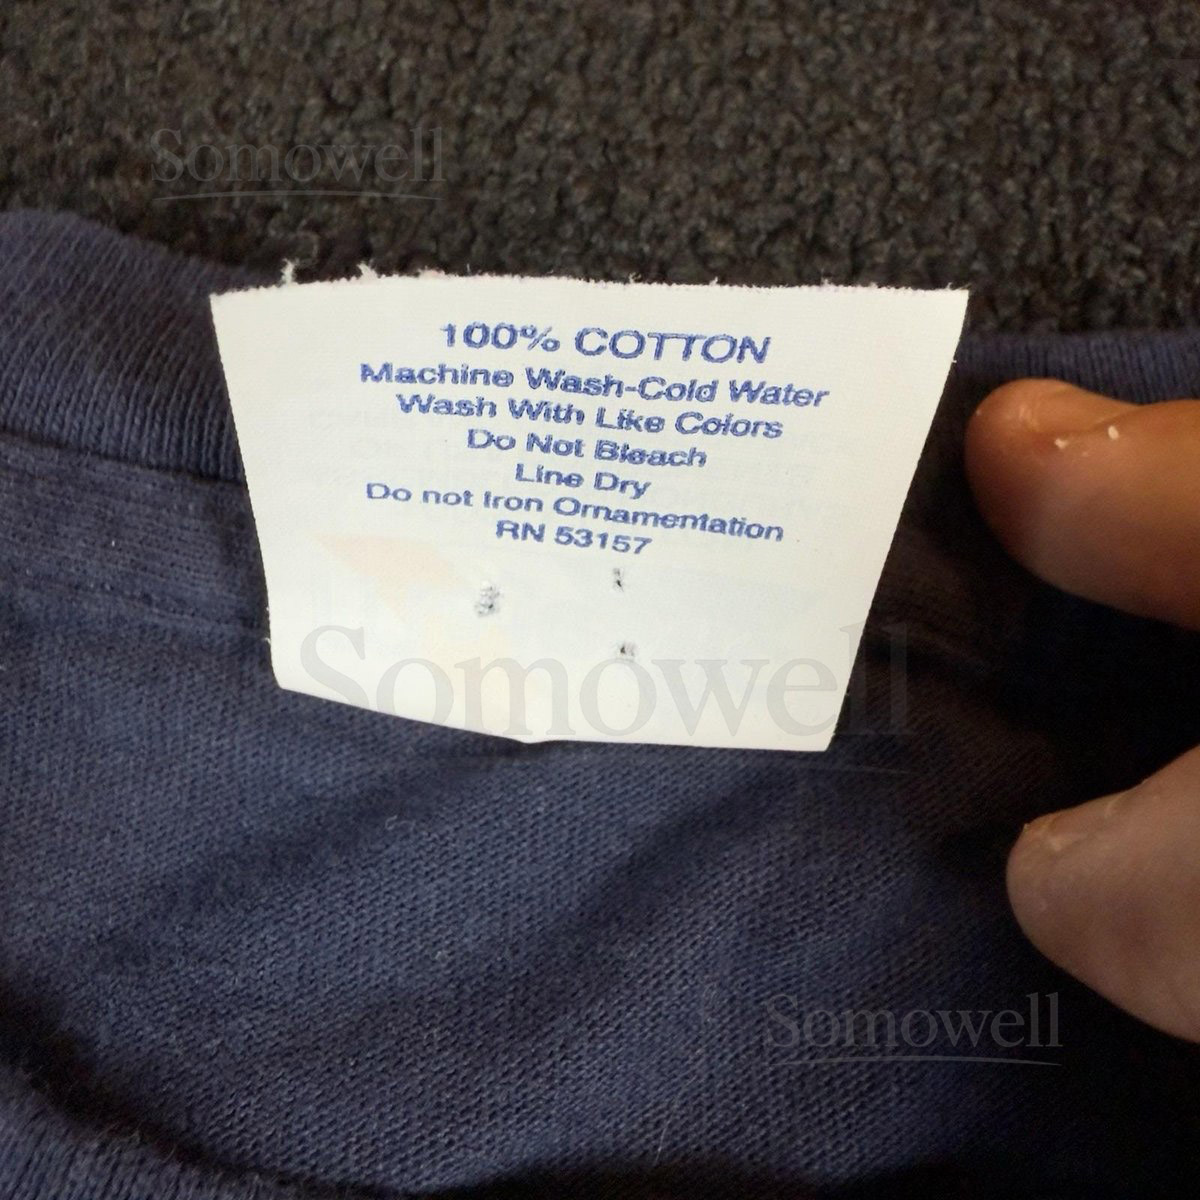 Somowell
100% COTTON
Machine Wash-Cold Water
Wash With Like Colors
Do Not Bleach
Line Dry
Do not Iron Ornamentation
RN 53157
Somowell
Somowell